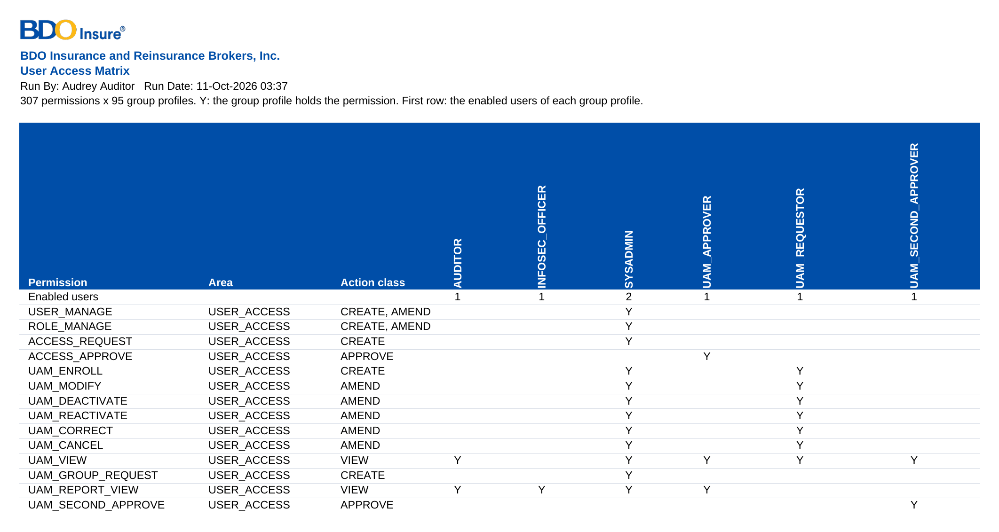 BDO Insure®
BDO Insurance and Reinsurance Brokers, Inc.
User Access Matrix
Run By: Audrey Auditor   Run Date: 11-Oct-2026 03:37
307 permissions x 95 group profiles. Y: the group profile holds the permission. First row: the enabled users of each group profile.
Permission Area Action class AUDITOR INFOSEC_OFFICER SYSADMIN UAM_APPROVER UAM_REQUESTOR UAM_SECOND_APPROVER
Enabled users 1 1 2 1 1 1
USER_MANAGE USER_ACCESS CREATE, AMEND Y
ROLE_MANAGE USER_ACCESS CREATE, AMEND Y
ACCESS_REQUEST USER_ACCESS CREATE Y
ACCESS_APPROVE USER_ACCESS APPROVE Y
UAM_ENROLL USER_ACCESS CREATE Y Y
UAM_MODIFY USER_ACCESS AMEND Y Y
UAM_DEACTIVATE USER_ACCESS AMEND Y Y
UAM_REACTIVATE USER_ACCESS AMEND Y Y
UAM_CORRECT USER_ACCESS AMEND Y Y
UAM_CANCEL USER_ACCESS AMEND Y Y
UAM_VIEW USER_ACCESS VIEW Y Y Y Y Y
UAM_GROUP_REQUEST USER_ACCESS CREATE Y
UAM_REPORT_VIEW USER_ACCESS VIEW Y Y Y Y
UAM_SECOND_APPROVE USER_ACCESS APPROVE Y